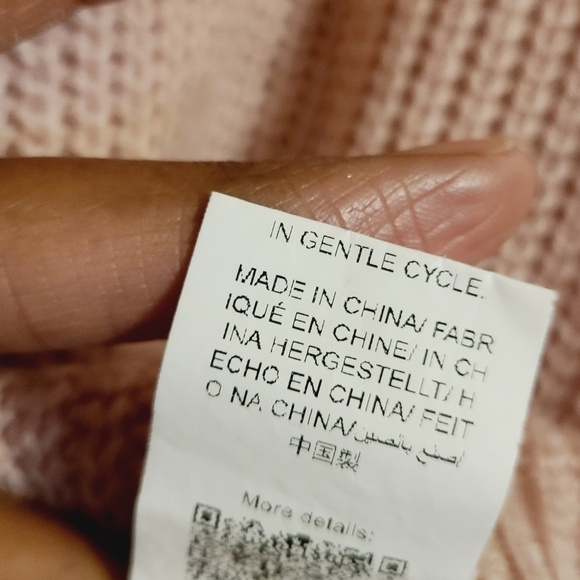 IN GENTLE CYCLE.
MADE IN CHINA/ FABR
IQUÉ EN CHINE/ IN CH
INA HERGESTELLT/ H
ECHO EN CHINA/ FEIT
O NA CHINA/صنع بالصين/
中国製
More details: